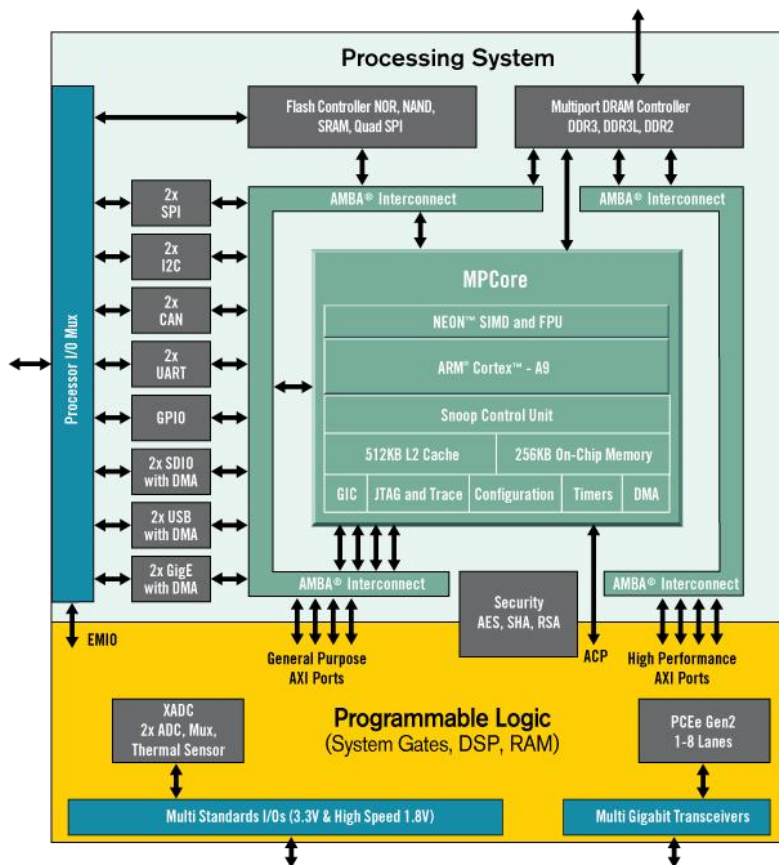 Processing System
Flash Controller NOR, NAND,
SRAM, Quad SPI
Multiport DRAM Controller
DDR3, DDR3L, DDR2
AMBA® Interconnect
AMBA® Interconnect
Processor I/O Mux
2x
SPI
2x
I2C
2x
CAN
2x
UART
GPIO
2x SDIO
with DMA
2x USB
with DMA
2x GigE
with DMA
MPCore
NEON™ SIMD and FPU
ARM® Cortex™ - A9
Snoop Control Unit
512KB L2 Cache
256KB On-Chip Memory
GIC
JTAG and Trace
Configuration
Timers
DMA
AMBA® Interconnect
AMBA® Interconnect
Security
AES, SHA, RSA
EMIO
General Purpose
AXI Ports
ACP
High Performance
AXI Ports
XADC
2x ADC, Mux,
Thermal Sensor
Programmable Logic
(System Gates, DSP, RAM)
PCEe Gen2
1-8 Lanes
Multi Standards I/Os (3.3V & High Speed 1.8V)
Multi Gigabit Transceivers